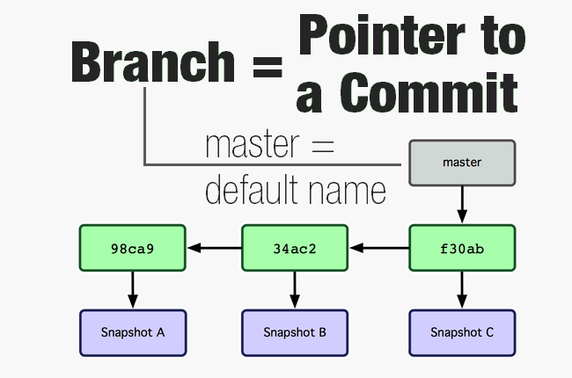 Branch = Pointer to
a Commit
master =
default name
master
98ca9
34ac2
f30ab
Snapshot A
Snapshot B
Snapshot C